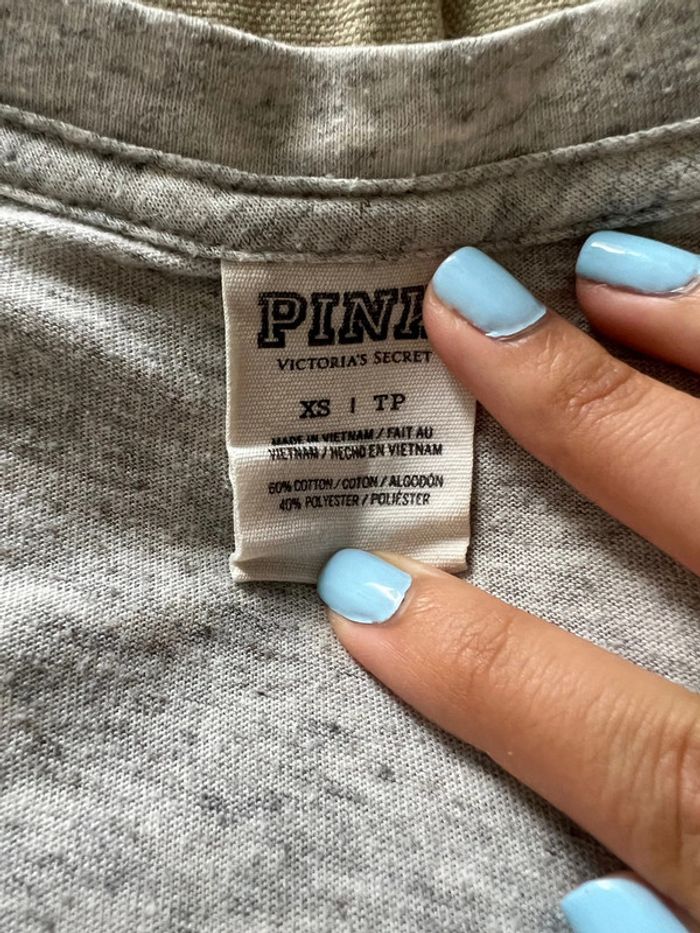 PINK
VICTORIA'S SECRET
XS | TP
MADE IN VIETNAM / FAIT AU
VIETNAM / HECHO EN VIETNAM
60% COTTON / COTON / ALGODÓN
40% POLYESTER / POLIÉSTER